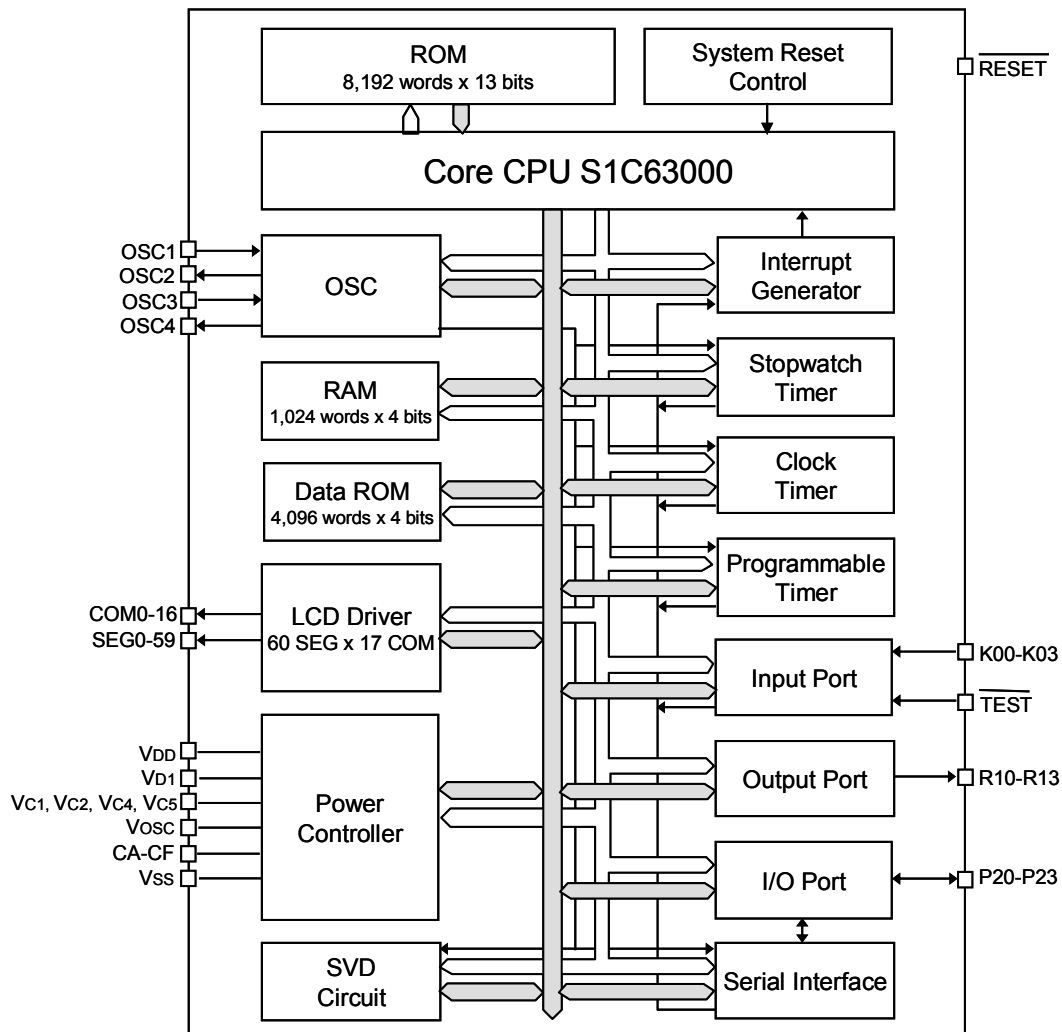 ROM
8,192 words x 13 bits
System Reset
Control
RESET
Core CPU S1C63000
OSC1
OSC2
OSC3
OSC4
OSC
Interrupt
Generator
RAM
1,024 words x 4 bits
Stopwatch
Timer
Data ROM
4,096 words x 4 bits
Clock
Timer
Programmable
Timer
COM0-16
SEG0-59
LCD Driver
60 SEG x 17 COM
Input Port
K00-K03
TEST
VDD
VD1
VC1, VC2, VC4, VC5
VOSC
CA-CF
VSS
Power
Controller
Output Port
R10-R13
I/O Port
P20-P23
SVD
Circuit
Serial Interface